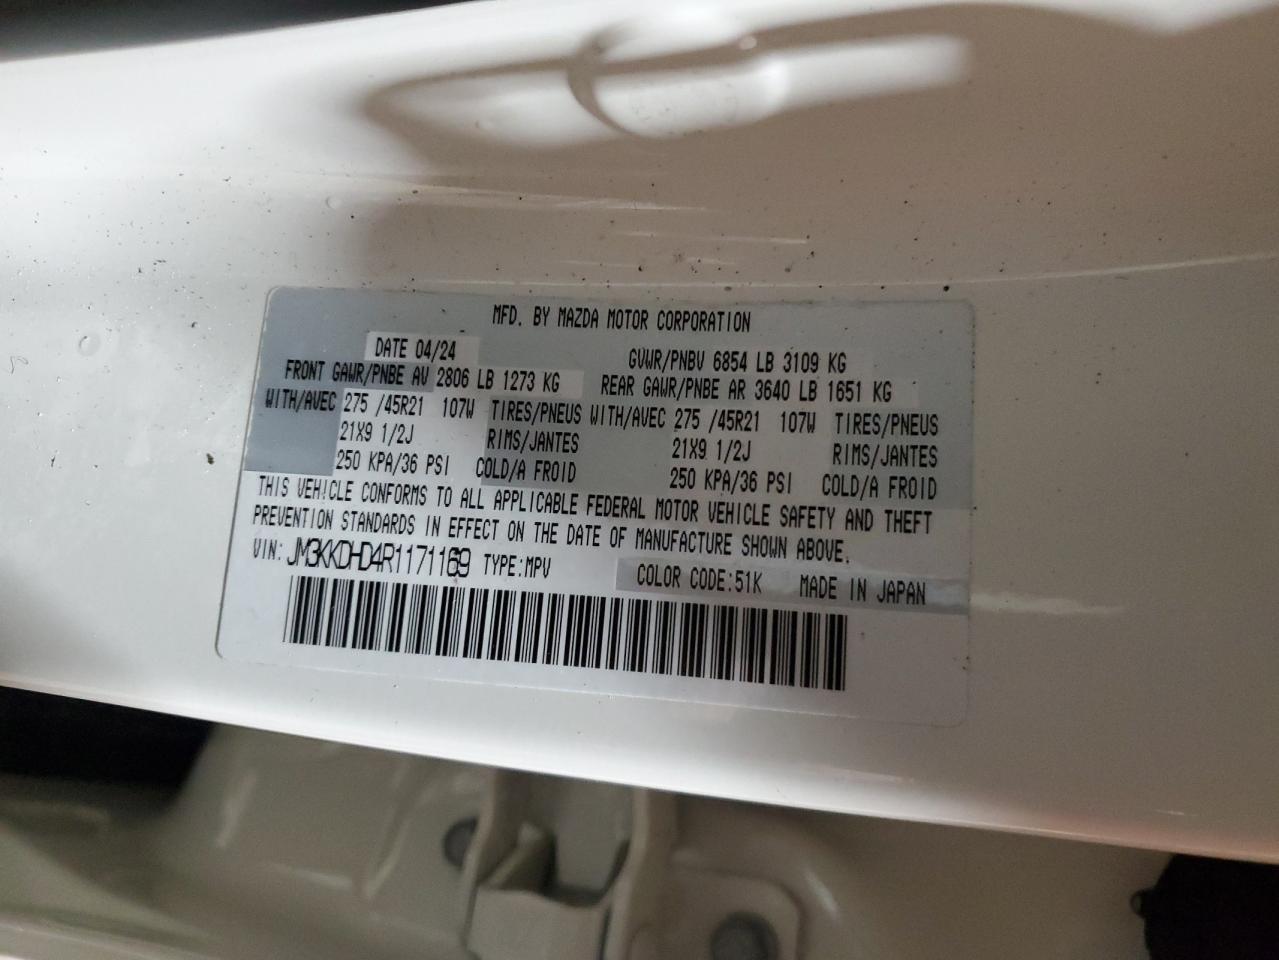 MFD. BY MAZDA MOTOR CORPORATION
DATE 04/24 GVWR/PNBV 6854 LB 3109 KG
FRONT GAWR/PNBE AV 2806 LB 1273 KG REAR GAWR/PNBE AR 3640 LB 1651 KG
WITH/AVEC 275 /45R21 107W TIRES/PNEUS WITH/AVEC 275 /45R21 107W TIRES/PNEUS
21X9 1/2J RIMS/JANTES 21X9 1/2J RIMS/JANTES
250 KPA/36 PSI COLD/A FROID 250 KPA/36 PSI COLD/A FROID
THIS VEHICLE CONFORMS TO ALL APPLICABLE FEDERAL MOTOR VEHICLE SAFETY AND THEFT
PREVENTION STANDARDS IN EFFECT ON THE DATE OF MANUFACTURE SHOWN ABOVE.
VIN: JM3KKDHD4R1171169 TYPE:MPV COLOR CODE:51K MADE IN JAPAN